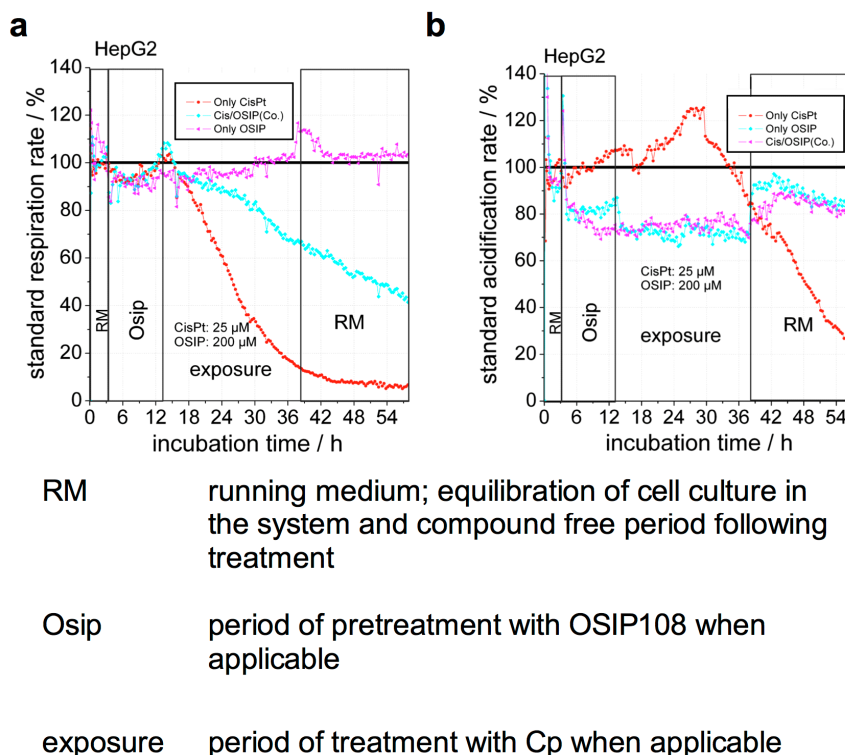 a
b
HepG2
HepG2
140
120
100
80
60
40
20
0
standard respiration rate / %
Only CisPt
Cis/OSIP(Co.)
Only OSIP
RM
Osip
CisPt: 25 µM
OSIP: 200 µM
exposure
RM
0 6 12 18 24 30 36 42 48 54
incubation time / h
140
120
100
80
60
40
20
0
standard acidification rate / %
Only CisPt
Only OSIP
Cis/OSIP(Co.)
RM
Osip
CisPt: 25 µM
OSIP: 200 µM
exposure
RM
0 6 12 18 24 30 36 42 48 54
incubation time / h
RM running medium; equilibration of cell culture in
the system and compound free period following
treatment
Osip period of pretreatment with OSIP108 when
applicable
exposure period of treatment with Cp when applicable